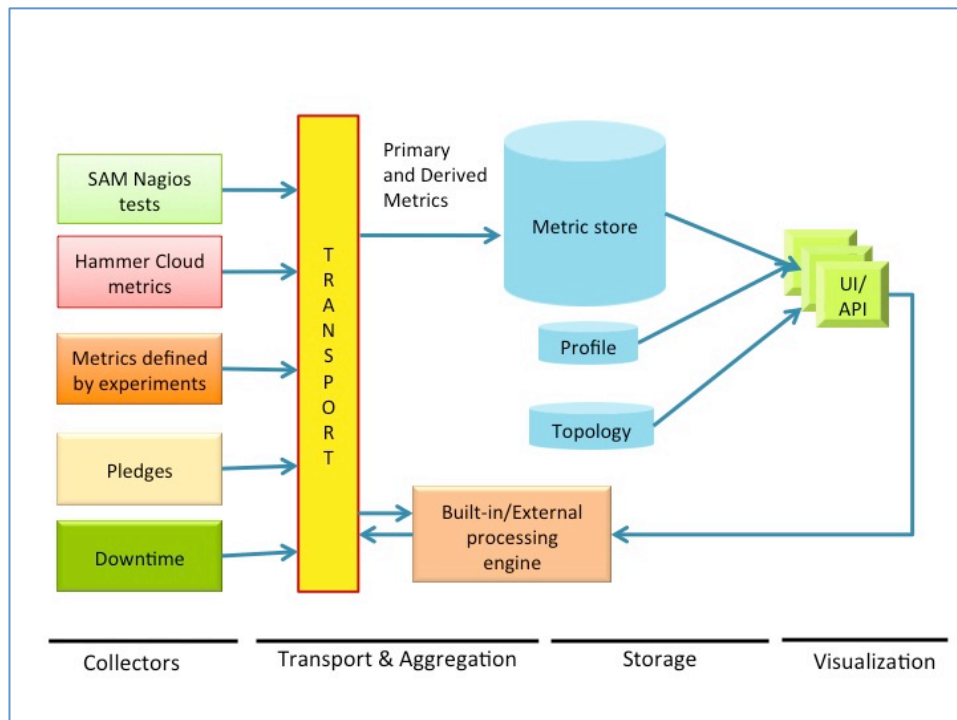 SAM Nagios
tests
Hammer Cloud
metrics
Metrics defined
by experiments
Pledges
Downtime
T
R
A
N
S
P
O
R
T
Primary
and Derived
Metrics
Metric store
Profile
Topology
UI/
API
Built-in/External
processing
engine
Collectors
Transport & Aggregation
Storage
Visualization